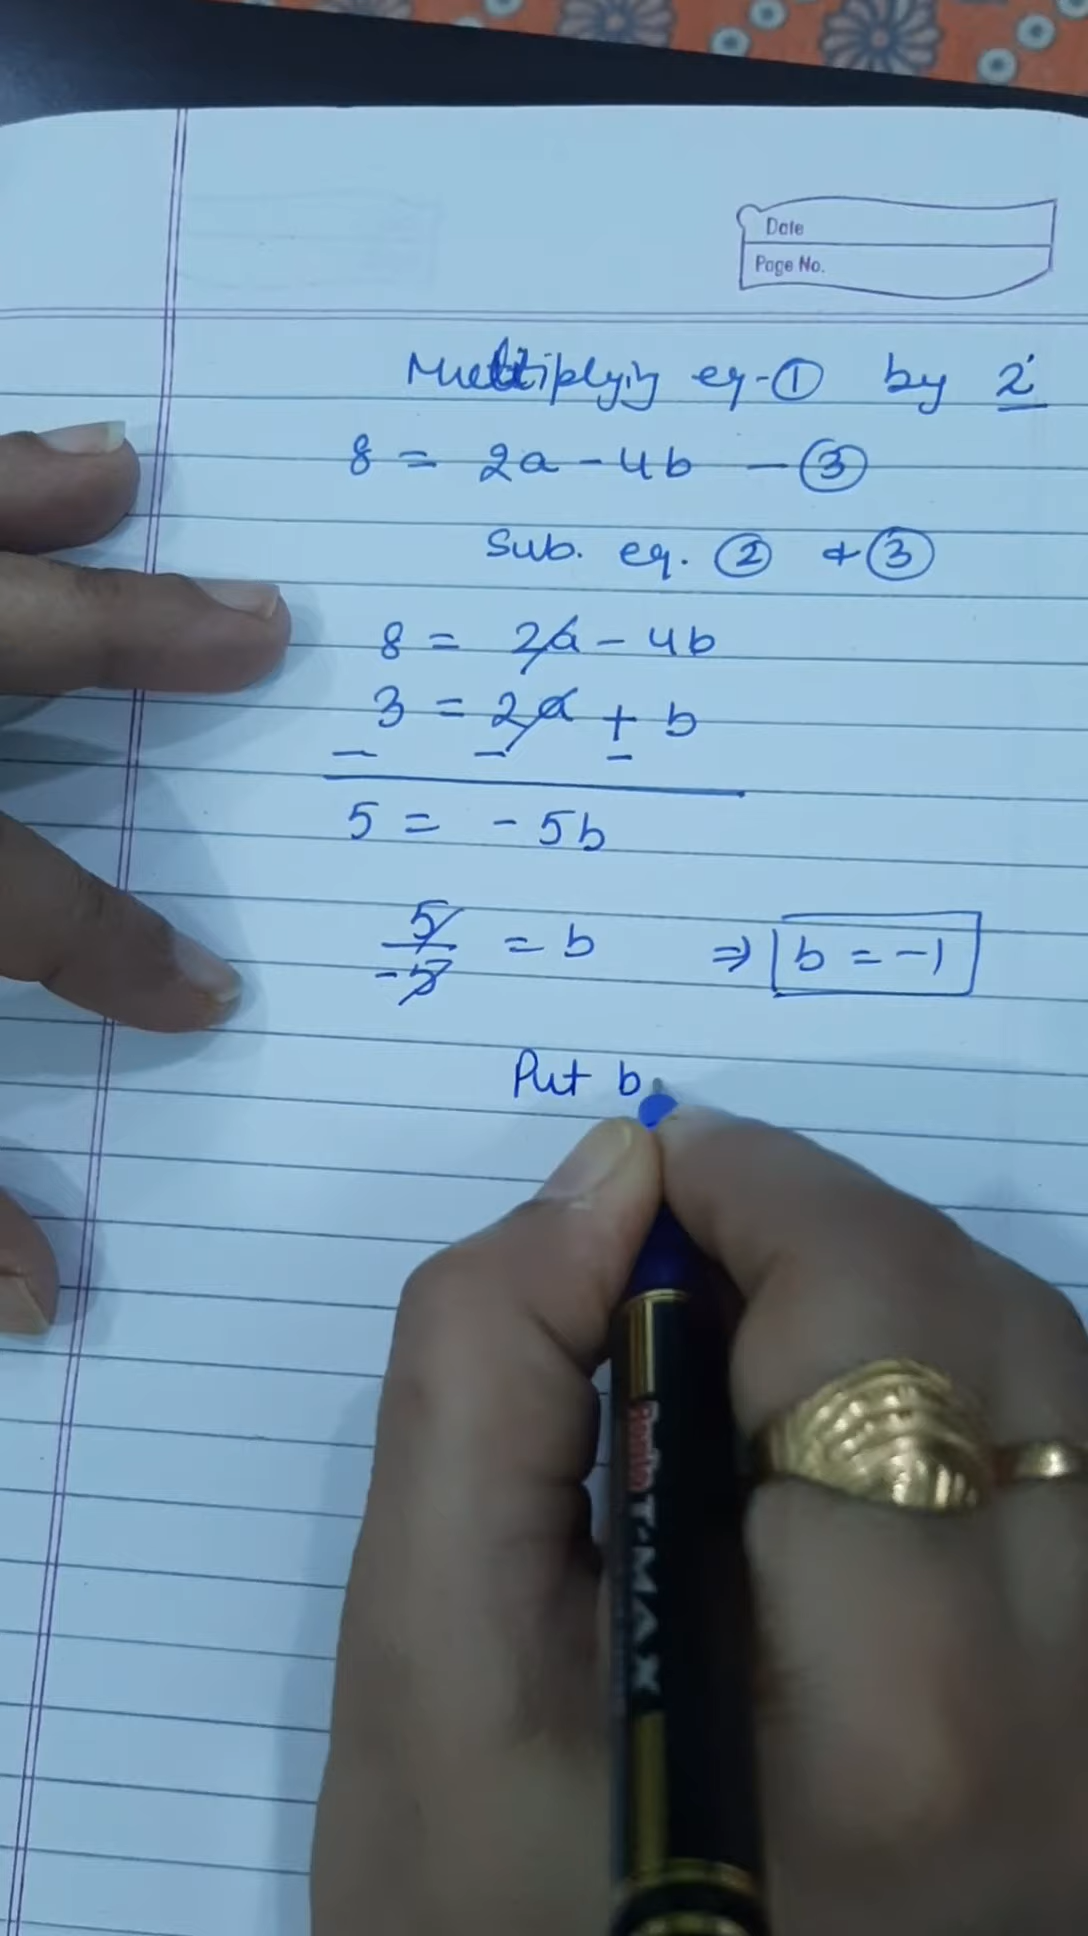 Date
Page No.
Multiplying eq-① by 2
8 = 2a - 4b - ③
Sub. eq. ② & ③
8 = 2a - 4b
3 = 2a + b
- - -
5 = - 5b
5/-5 = b ⇒ b = -1
Put b
T-MAX